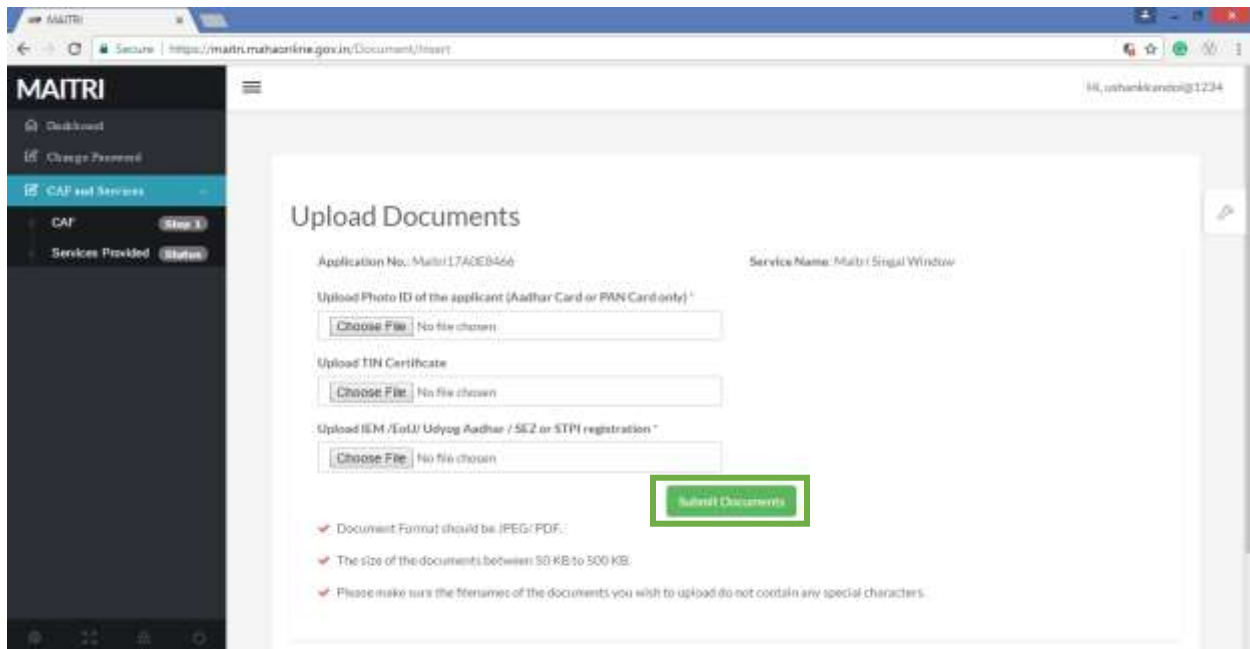 MAITRI
Secure | https://maitri.mahaonline.gov.in/Document/Insert
MAITRI
Hi, ushankkandoi@1234
Dashboard
Change Password
CAF and Services
CAF Step 1
Services Provided Status
Upload Documents
Application No.: Maitri17A0E8466
Service Name: Maitri Singal Window
Upload Photo ID of the applicant (Aadhar Card or PAN Card only) *
Choose File No file chosen
Upload TIN Certificate
Choose File No file chosen
Upload IEM /EoU/ Udyog Aadhar / SEZ or STPI registration *
Choose File No file chosen
Submit Documents
Document Format should be JPEG/ PDF.
The size of the documents between 50 KB to 500 KB.
Please make sure the filenames of the documents you wish to upload do not contain any special characters.